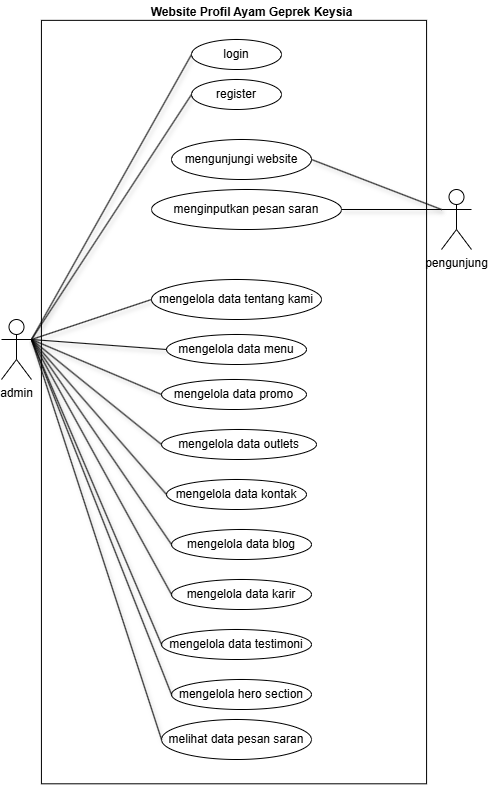 Website Profil Ayam Geprek Keysia
login
register
mengunjungi website
menginputkan pesan saran
pengunjung
mengelola data tentang kami
mengelola data menu
admin
mengelola data promo
mengelola data outlets
mengelola data kontak
mengelola data blog
mengelola data karir
mengelola data testimoni
mengelola hero section
melihat data pesan saran